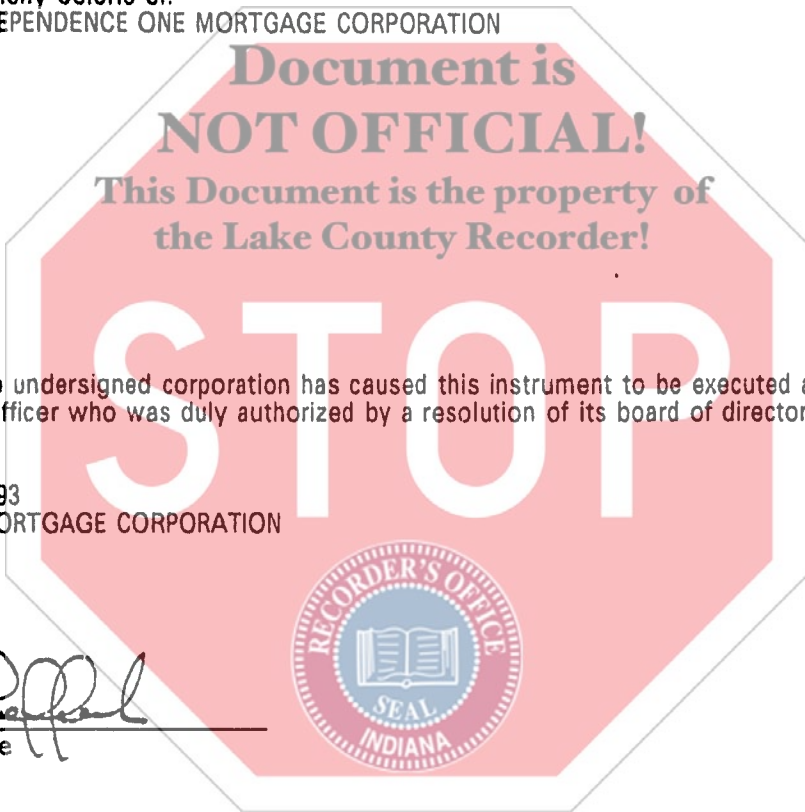 EPENDENCE ONE MORTGAGE CORPORATION
Document is
NOT OFFICIAL!
This Document is the property of
the Lake County Recorder!
STOP
undersigned corporation has caused this instrument to be executed a
fficer who was duly authorized by a resolution of its board of director
93
ORTGAGE CORPORATION
RECORDER'S OFFICE
SEAL
INDIANA
e